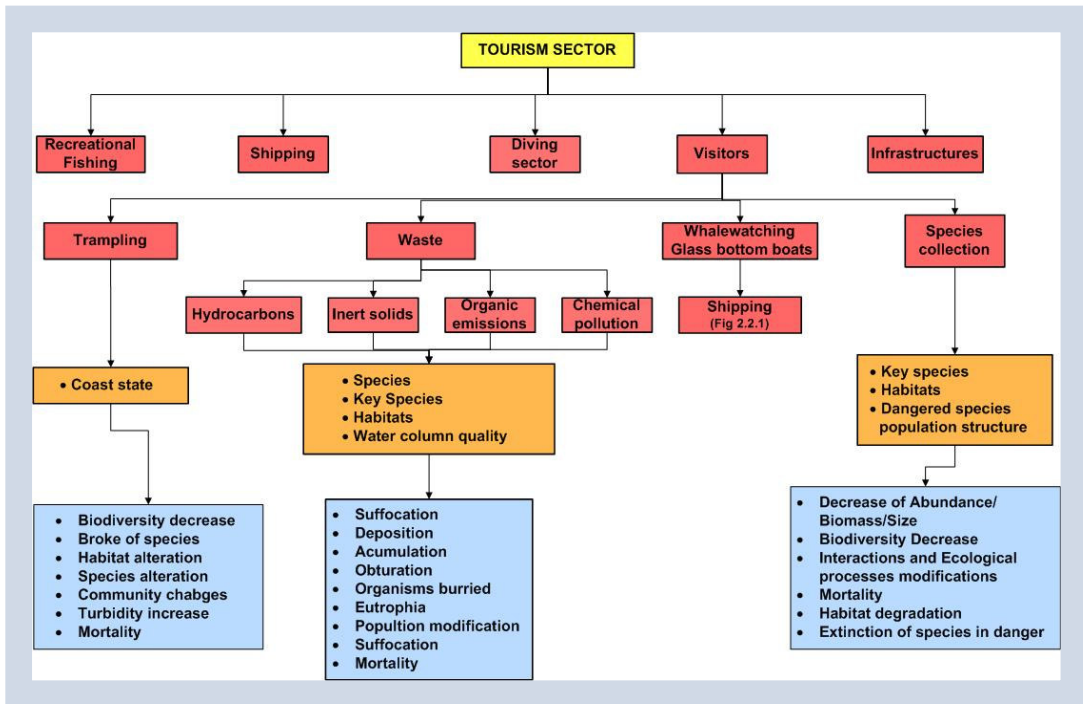 TOURISM SECTOR
Recreational
Fishing
Shipping
Diving
sector
Visitors
Infrastructures
Trampling
Waste
Whalewatching
Glass bottom boats
Species
collection
Hydrocarbons
Inert solids
Organic
emissions
Chemical
pollution
Shipping
(Fig 2.2.1)
• Coast state
• Species
• Key Species
• Habitats
• Water column quality
• Key species
• Habitats
• Dangered species
population structure
• Biodiversity decrease
• Broke of species
• Habitat alteration
• Species alteration
• Community chabges
• Turbidity increase
• Mortality
• Suffocation
• Deposition
• Acumulation
• Obturation
• Organisms burried
• Eutrophia
• Popultion modification
• Suffocation
• Mortality
• Decrease of Abundance/
Biomass/Size
• Biodiversity Decrease
• Interactions and Ecological
processes modifications
• Mortality
• Habitat degradation
• Extinction of species in danger